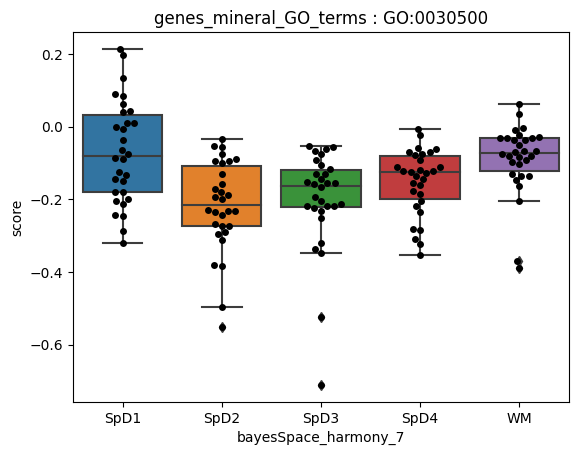 genes_mineral_GO_terms : GO:0030500
0.2
0.0
−0.2
−0.4
−0.6
score
SpD1 SpD2 SpD3 SpD4 WM
bayesSpace_harmony_7